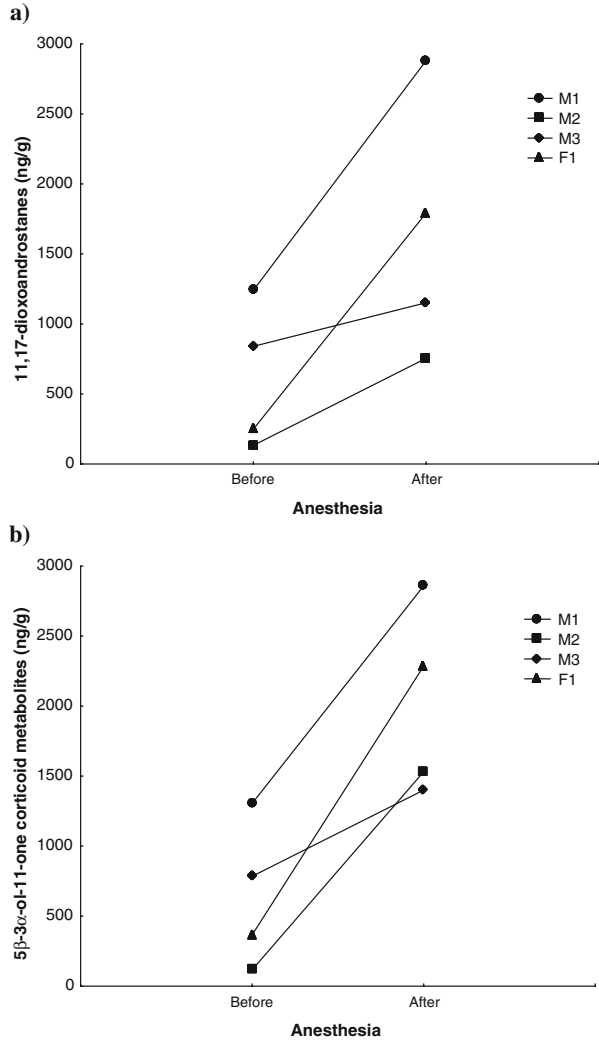 a)
3000
2500
2000
1500
1000
500
0
11,17-dioxoandrostanes (ng/g)
M1
M2
M3
F1
Before After
Anesthesia
b)
3000
2500
2000
1500
1000
500
0
5β-3α-ol-11-one corticoid metabolites (ng/g)
M1
M2
M3
F1
Before After
Anesthesia